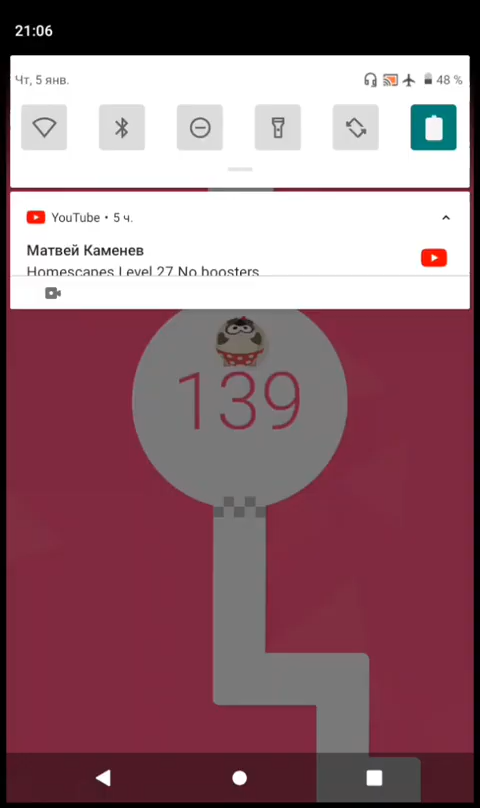 21:06
Чт, 5 янв.
48 %
YouTube • 5 ч.
Матвей Каменев
Homescapes Level 27 No boosters
139